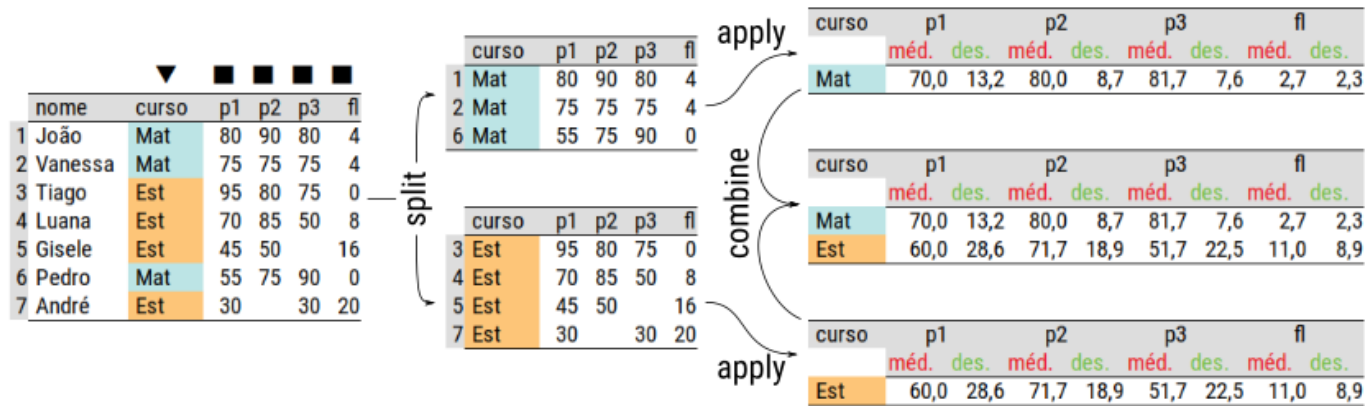 nome curso p1 p2 p3 fl
1 João Mat 80 90 80 4
2 Vanessa Mat 75 75 75 4
3 Tiago Est 95 80 75 0
4 Luana Est 70 85 50 8
5 Gisele Est 45 50 16
6 Pedro Mat 55 75 90 0
7 André Est 30 30 20
split
curso p1 p2 p3 fl
1 Mat 80 90 80 4
2 Mat 75 75 75 4
6 Mat 55 75 90 0
curso p1 p2 p3 fl
3 Est 95 80 75 0
4 Est 70 85 50 8
5 Est 45 50 16
7 Est 30 30 20
apply
apply
curso p1 p2 p3 fl
méd. des. méd. des. méd. des. méd. des.
Mat 70,0 13,2 80,0 8,7 81,7 7,6 2,7 2,3
combine
curso p1 p2 p3 fl
méd. des. méd. des. méd. des. méd. des.
Mat 70,0 13,2 80,0 8,7 81,7 7,6 2,7 2,3
Est 60,0 28,6 71,7 18,9 51,7 22,5 11,0 8,9
curso p1 p2 p3 fl
méd. des. méd. des. méd. des. méd. des.
Est 60,0 28,6 71,7 18,9 51,7 22,5 11,0 8,9